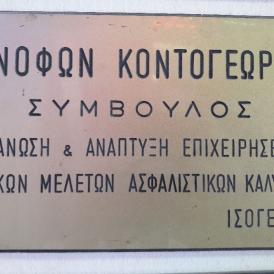 ΝΟΦΩΝ ΚΟΝΤΟΓΕΩΡ
ΣΥΜΒΟΥΛΟΣ
ΑΝΩΣΗ & ΑΝΑΠΤΥΞΗ ΕΠΙΧΕΙΡΗΣΕ
ΚΩΝ ΜΕΛΕΤΩΝ ΑΣΦΑΛΙΣΤΙΚΩΝ ΚΑΛΥ
ΙΣΟΓΕ